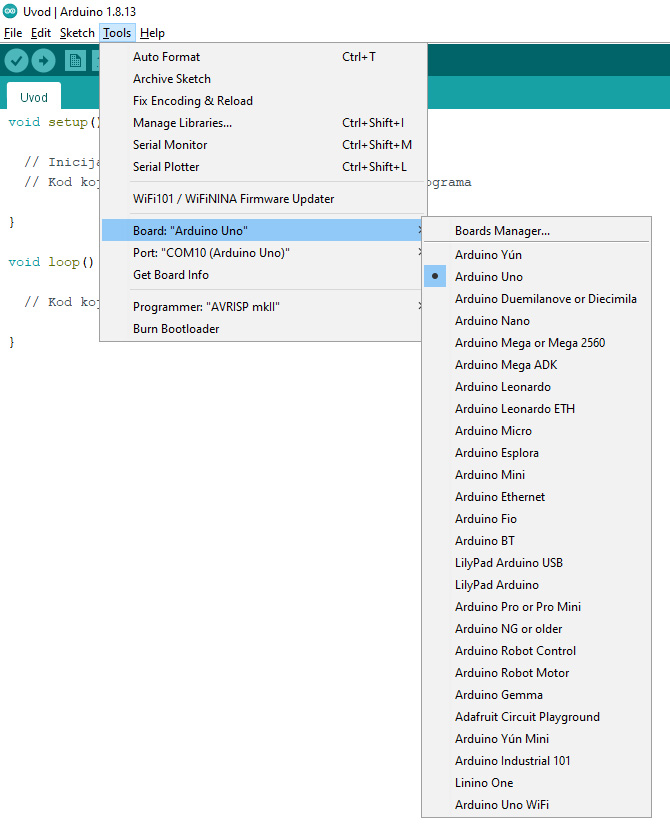 Uvod | Arduino 1.8.13
File Edit Sketch Tools Help
Uvod
void setup()
// Inicija
// Kod koj
ograma
}
void loop()
// Kod koj
}
Auto Format Ctrl+T
Archive Sketch
Fix Encoding & Reload
Manage Libraries... Ctrl+Shift+I
Serial Monitor Ctrl+Shift+M
Serial Plotter Ctrl+Shift+L
WiFi101 / WiFiNINA Firmware Updater
Board: "Arduino Uno"
Port: "COM10 (Arduino Uno)"
Get Board Info
Programmer: "AVRISP mkII"
Burn Bootloader
Boards Manager...
Arduino Yún
Arduino Uno
Arduino Duemilanove or Diecimila
Arduino Nano
Arduino Mega or Mega 2560
Arduino Mega ADK
Arduino Leonardo
Arduino Leonardo ETH
Arduino Micro
Arduino Esplora
Arduino Mini
Arduino Ethernet
Arduino Fio
Arduino BT
LilyPad Arduino USB
LilyPad Arduino
Arduino Pro or Pro Mini
Arduino NG or older
Arduino Robot Control
Arduino Robot Motor
Arduino Gemma
Adafruit Circuit Playground
Arduino Yún Mini
Arduino Industrial 101
Linino One
Arduino Uno WiFi